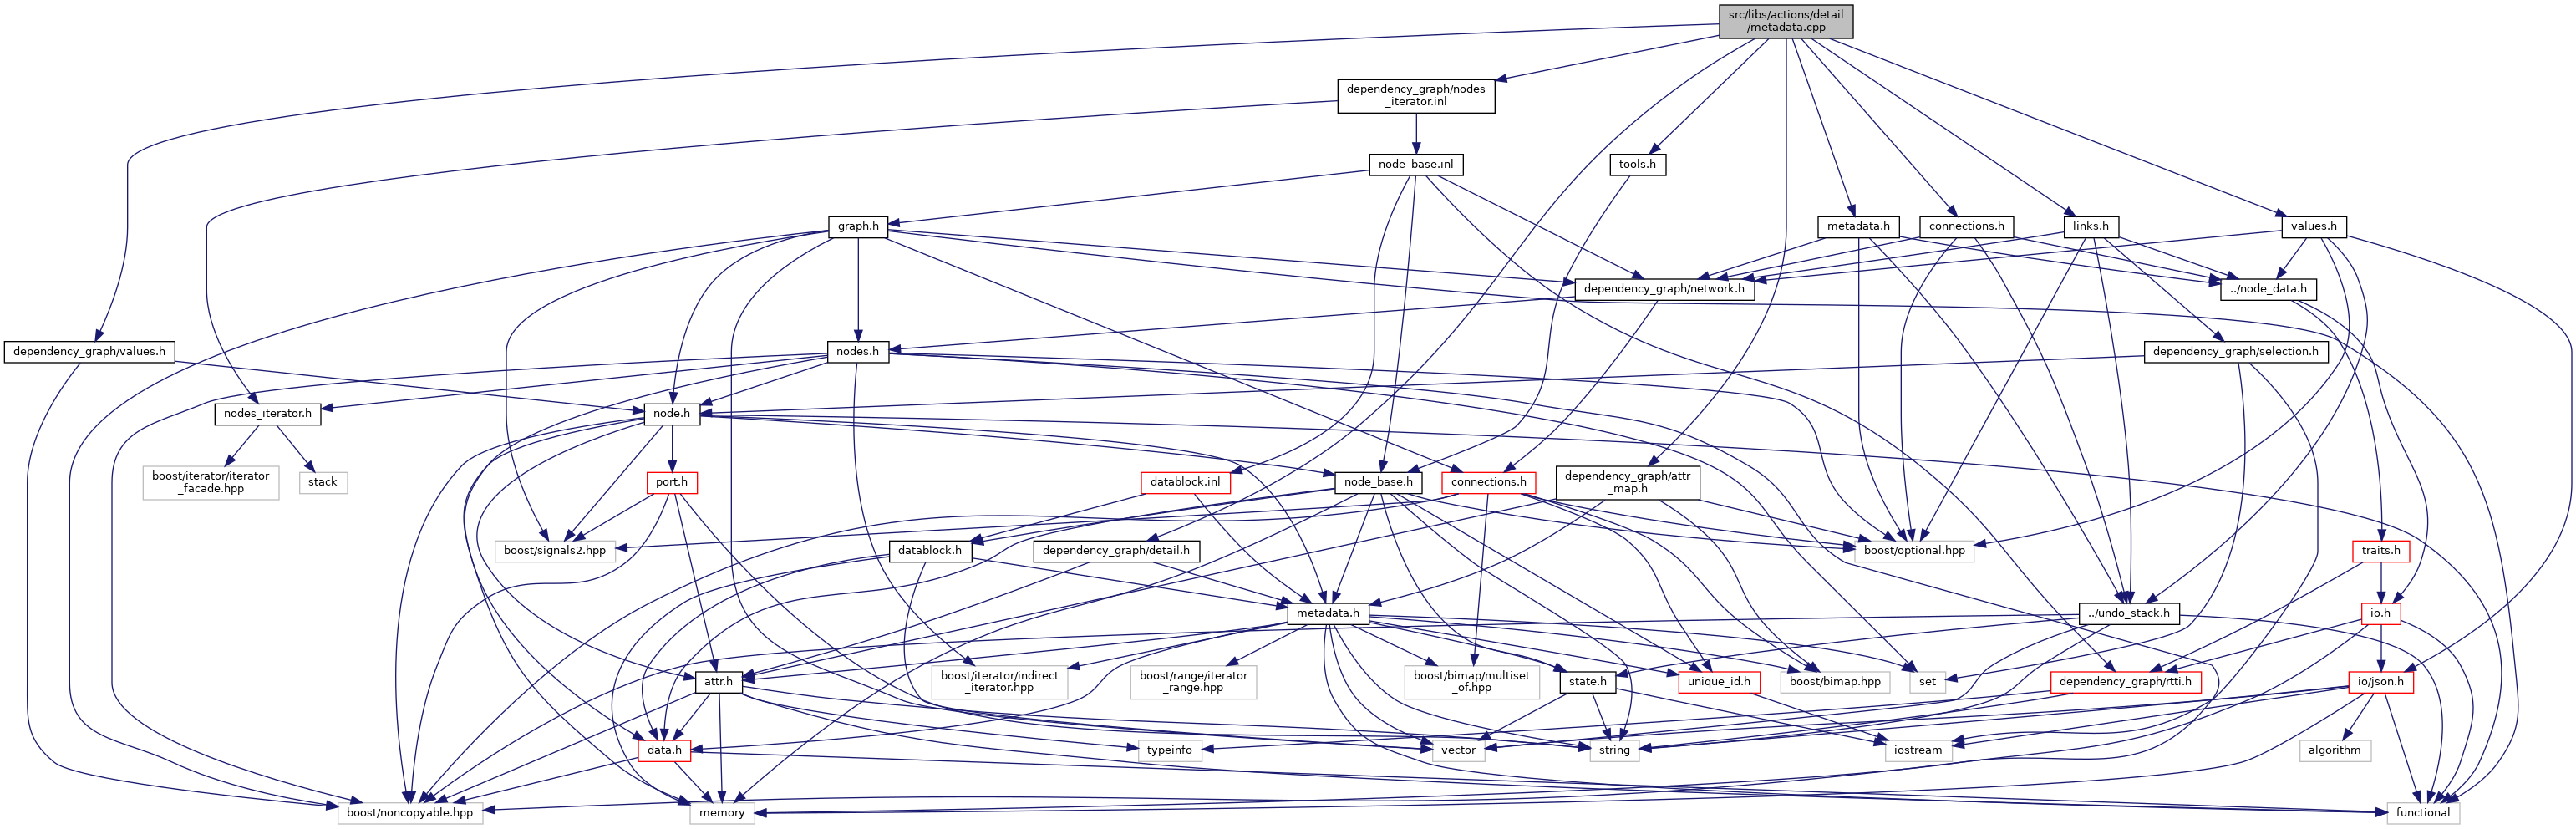 src/libs/actions/detail
/metadata.cpp
dependency_graph/nodes
_iterator.inl
node_base.inl
tools.h
graph.h
metadata.h
connections.h
links.h
values.h
dependency_graph/network.h
../node_data.h
dependency_graph/values.h
nodes.h
dependency_graph/selection.h
nodes_iterator.h
node.h
boost/iterator/iterator
_facade.hpp
stack
port.h
datablock.inl
node_base.h
connections.h
dependency_graph/attr
_map.h
boost/signals2.hpp
datablock.h
dependency_graph/detail.h
boost/optional.hpp
traits.h
metadata.h
../undo_stack.h
io.h
attr.h
boost/iterator/indirect
_iterator.hpp
boost/range/iterator
_range.hpp
boost/bimap/multiset
_of.hpp
state.h
unique_id.h
boost/bimap.hpp
set
dependency_graph/rtti.h
io/json.h
data.h
typeinfo
vector
string
iostream
algorithm
boost/noncopyable.hpp
memory
functional